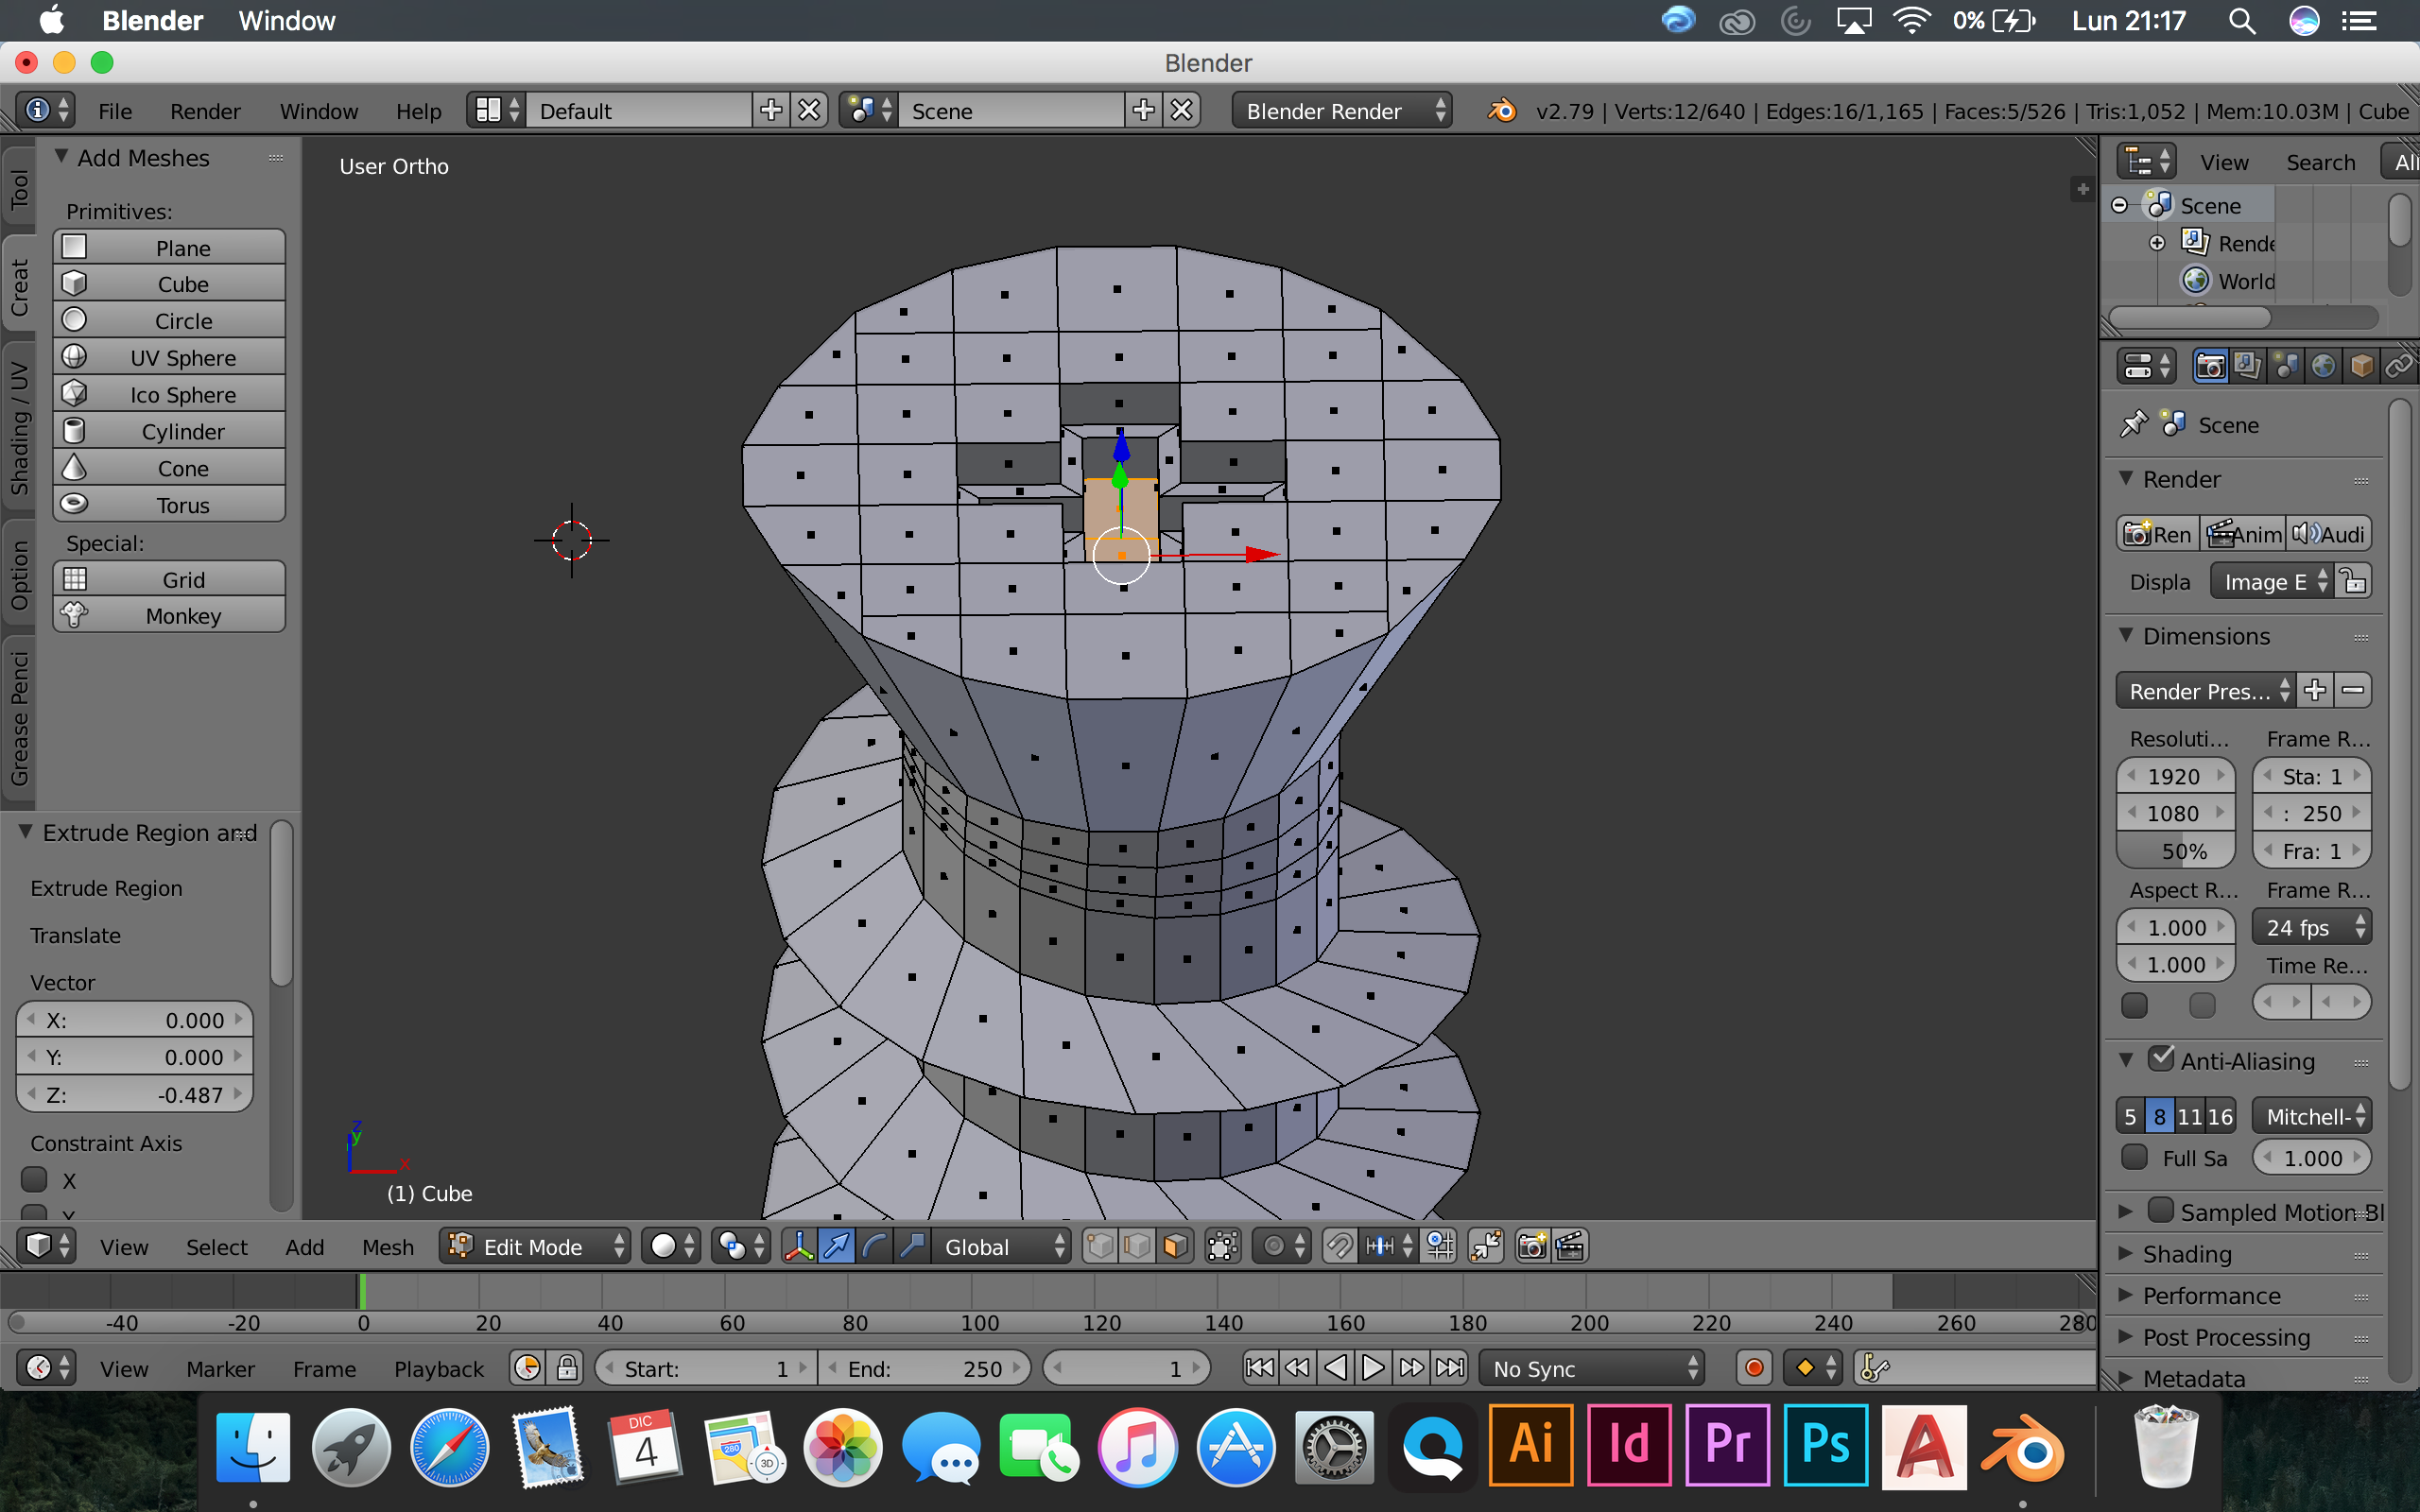 Blender Window 0% Lun 21:17
Blender
File Render Window Help Default Scene Blender Render v2.79 | Verts:12/640 | Edges:16/1,165 | Faces:5/526 | Tris:1,052 | Mem:10.03M | Cube
Tool
Creat
Shading / UV
Option
Grease Penci
Add Meshes
Primitives:
Plane
Cube
Circle
UV Sphere
Ico Sphere
Cylinder
Cone
Torus
Special:
Grid
Monkey
Extrude Region and
Extrude Region
Translate
Vector
X: 0.000
Y: 0.000
Z: -0.487
Constraint Axis
X
Y
User Ortho
z
y
x
(1) Cube
View Search All
Scene
Rende
World
Scene
Render
Ren Anim Audi
Displa Image E
Dimensions
Render Pres...
Resoluti... Frame R...
1920 Sta: 1
1080 : 250
50% Fra: 1
Aspect R... Frame R...
1.000 24 fps
1.000 Time Re...
Anti-Aliasing
5 8 11 16 Mitchell-
Full Sa 1.000
Sampled Motion Bl
Shading
Performance
Post Processing
Metadata
View Select Add Mesh Edit Mode Global
-40 -20 0 20 40 60 80 100 120 140 160 180 200 220 240 260 280
View Marker Frame Playback Start: 1 End: 250 1 No Sync
DIC
4
280
3D
Ai Id Pr Ps